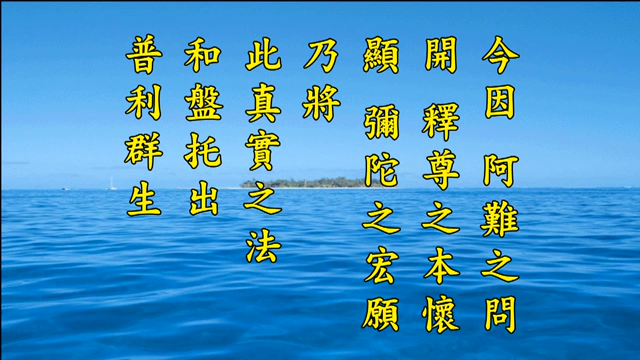 今因 阿難之問
開 釋尊之本懷
顯 彌陀之宏願
乃將
此真實之法
和盤托出
普利群生